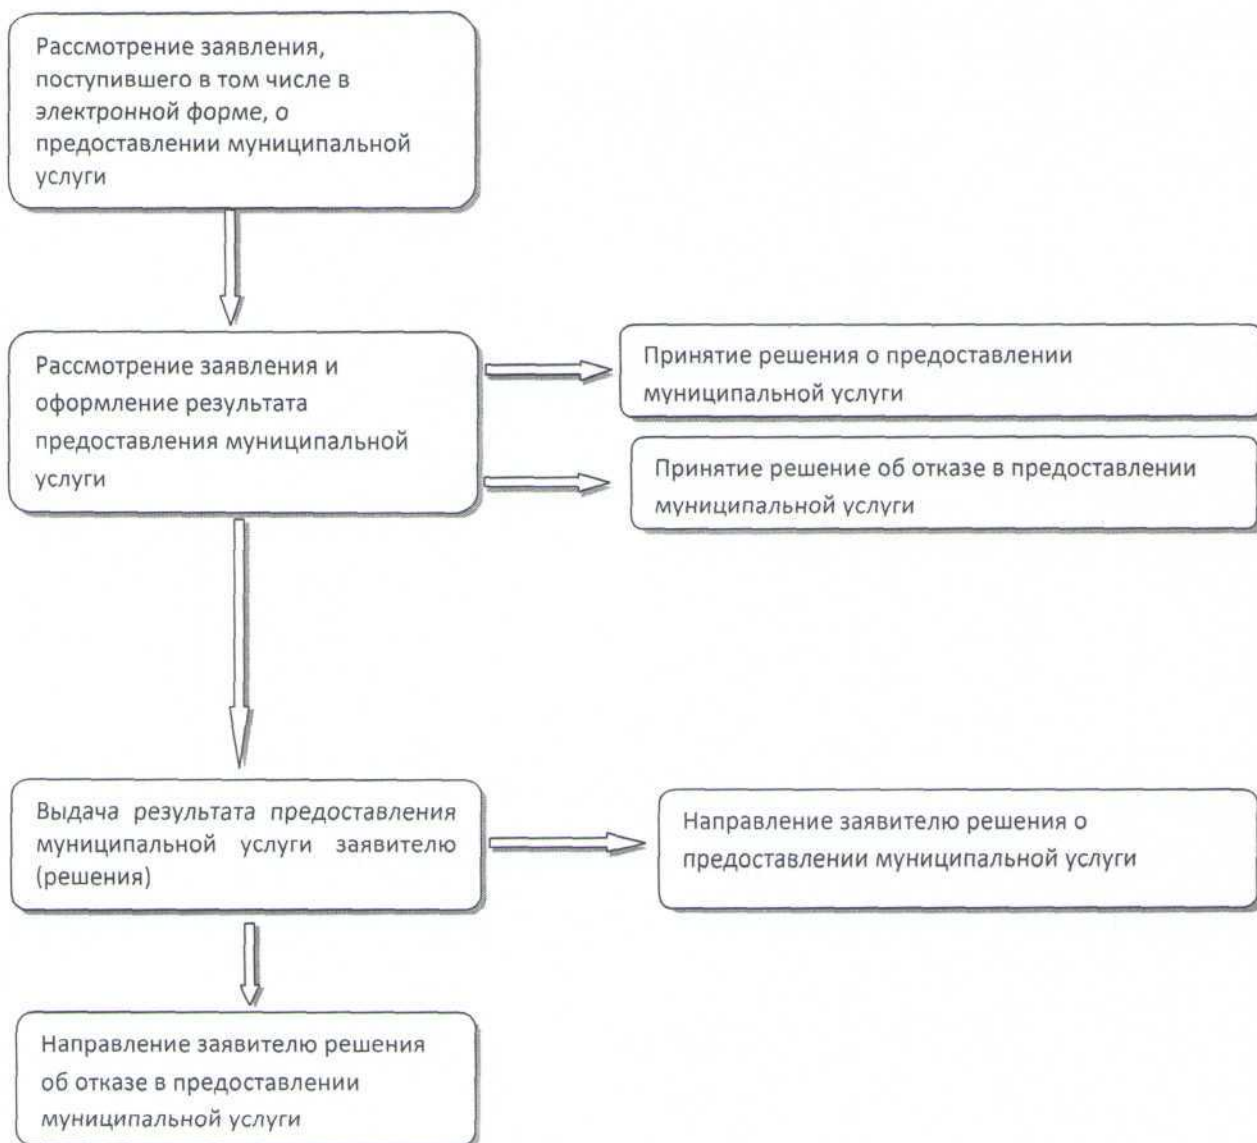 Рассмотрение заявления,
поступившего в том числе в
электронной форме, о
предоставлении муниципальной
услуги
Рассмотрение заявления и
оформление результата
предоставления муниципальной
услуги
Принятие решения о предоставлении
муниципальной услуги
Принятие решение об отказе в предоставлении
муниципальной услуги
Выдача результата предоставления
муниципальной услуги заявителю
(решения)
Направление заявителю решения о
предоставлении муниципальной услуги
Направление заявителю решения
об отказе в предоставлении
муниципальной услуги